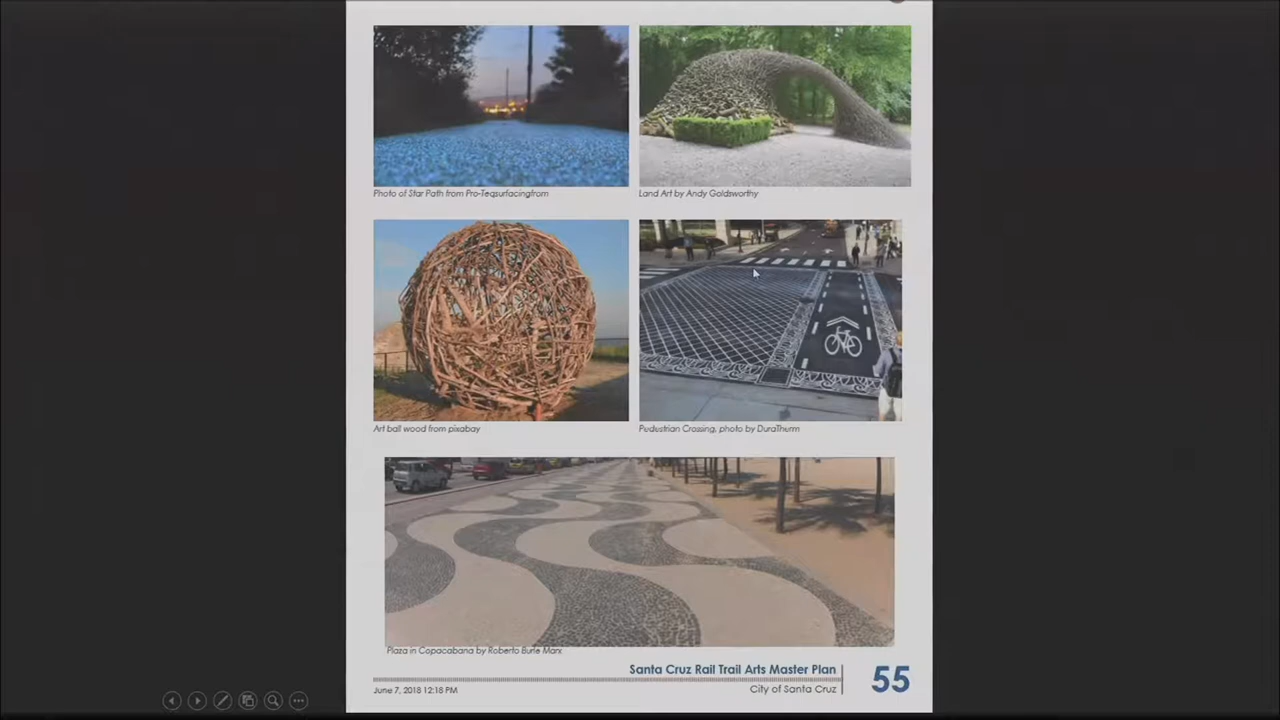 Photo of Star Path from Pro-Teqsurfacingfrom
Land Art by Andy Goldsworthy
Art ball wood from pixabay
Pedestrian Crossing, photo by DuraTherm
Plaza in Copacabana by Roberto Burle Marx
Santa Cruz Rail Trail Arts Master Plan
June 7, 2018 12:18 PM
City of Santa Cruz
55